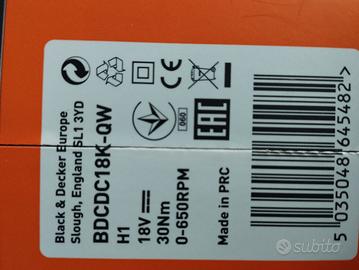 Black & Decker Europe
Slough, England SL1 3YD
BDCDC18K-QW
H1
18V
30Nm
0-650RPM
Made in PRC
060
EAC
5 035048 645482
subito